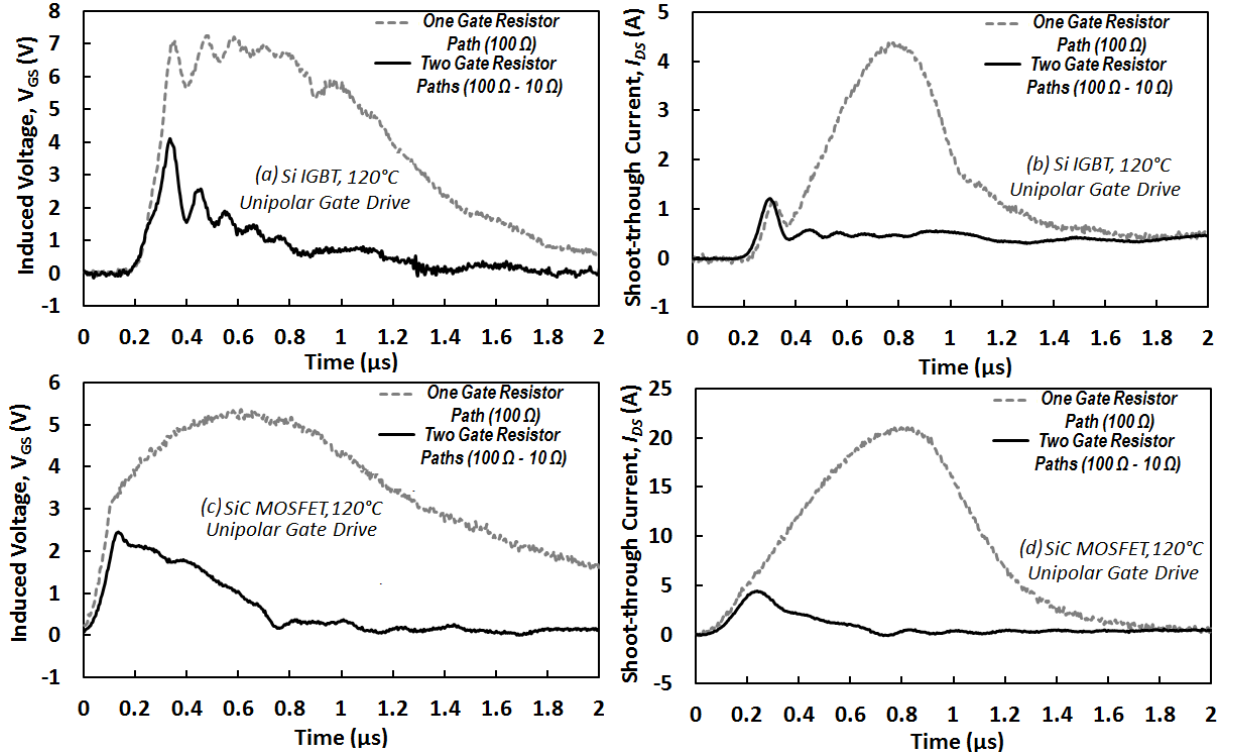 Induced Voltage, VGS (V)
8
7
6
5
4
3
2
1
0
-1
One Gate Resistor
Path (100 Ω)
Two Gate Resistor
Paths (100 Ω - 10 Ω)
(a) Si IGBT, 120°C
Unipolar Gate Drive
0 0.2 0.4 0.6 0.8 1 1.2 1.4 1.6 1.8 2
Time (µs)
Shoot-though Current, IDS (A)
5
4
3
2
1
0
-1
One Gate Resistor
Path (100 Ω)
Two Gate Resistor
Paths (100 Ω - 10 Ω)
(b) Si IGBT, 120°C
Unipolar Gate Drive
0 0.2 0.4 0.6 0.8 1 1.2 1.4 1.6 1.8 2
Time (µs)
Induced Voltage, VGS (V)
6
5
4
3
2
1
0
-1
One Gate Resistor
Path (100 Ω)
Two Gate Resistor
Paths (100 Ω - 10 Ω)
(c) SiC MOSFET,120°C
Unipolar Gate Drive
0 0.2 0.4 0.6 0.8 1 1.2 1.4 1.6 1.8 2
Time (µs)
Shoot-through Current, IDS (A)
25
20
15
10
5
0
-5
One Gate Resistor
Path (100 Ω)
Two Gate Resistor
Paths (100 Ω - 10 Ω)
(d) SiC MOSFET,120°C
Unipolar Gate Drive
0 0.2 0.4 0.6 0.8 1 1.2 1.4 1.6 1.8 2
Time (µs)